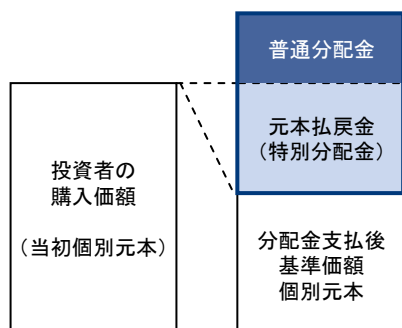 普通分配金
元本払戻金
（特別分配金）
投資者の
購入価額
（当初個別元本）
分配金支払後
基準価額
個別元本